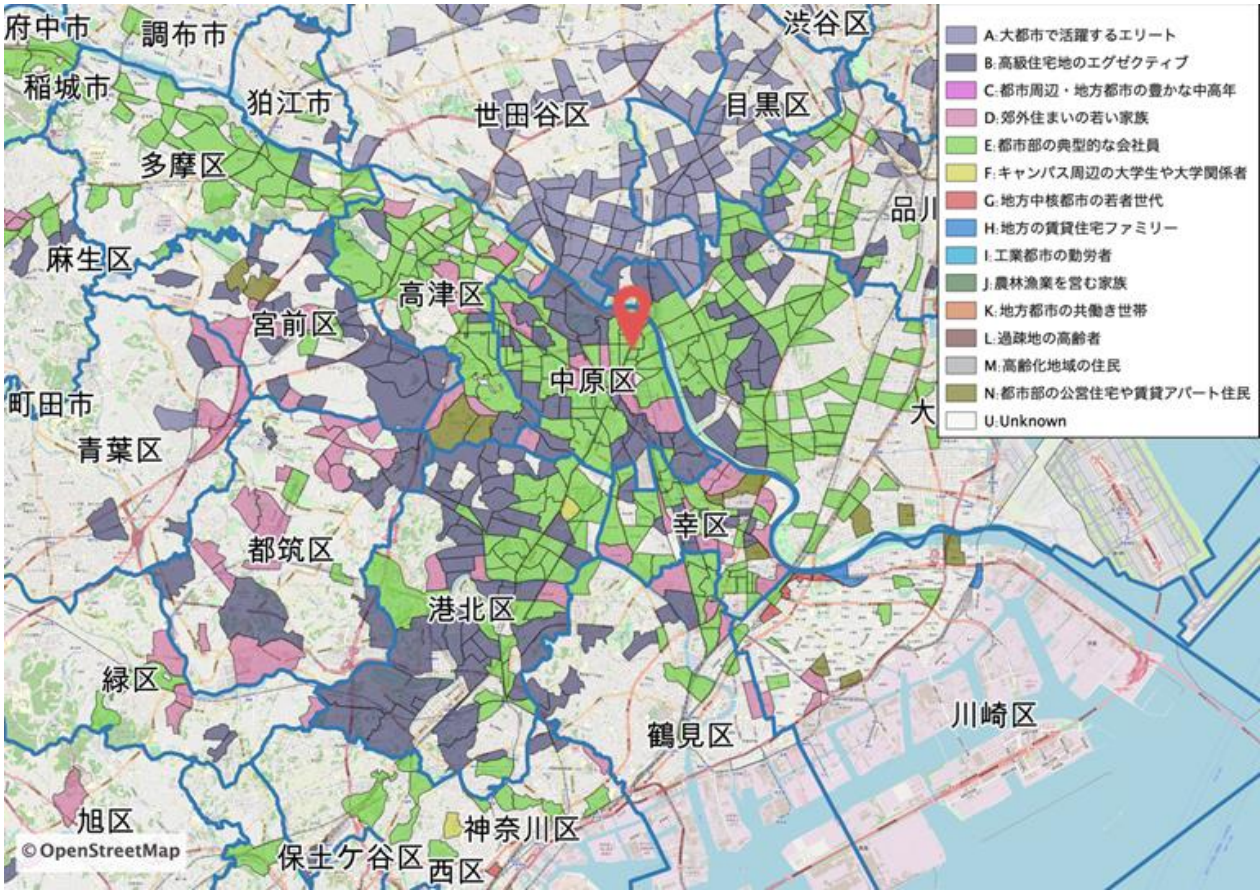 府中市
調布市
渋谷区
稲城市
狛江市
世田谷区
目黒区
多摩区
品川
麻生区
高津区
宮前区
中原区
町田市
青葉区
大
幸区
都筑区
港北区
緑区
鶴見区
川崎区
旭区
神奈川区
保土ケ谷区
西区
© OpenStreetMap
A:大都市で活躍するエリート
B:高級住宅地のエグゼクティブ
C:都市周辺・地方都市の豊かな中高年
D:郊外住まいの若い家族
E:都市部の典型的な会社員
F:キャンパス周辺の大学生や大学関係者
G:地方中核都市の若者世代
H:地方の賃貸住宅ファミリー
I:工業都市の勤労者
J:農林漁業を営む家族
K:地方都市の共働き世帯
L:過疎地の高齢者
M:高齢化地域の住民
N:都市部の公営住宅や賃貸アパート住民
U:Unknown